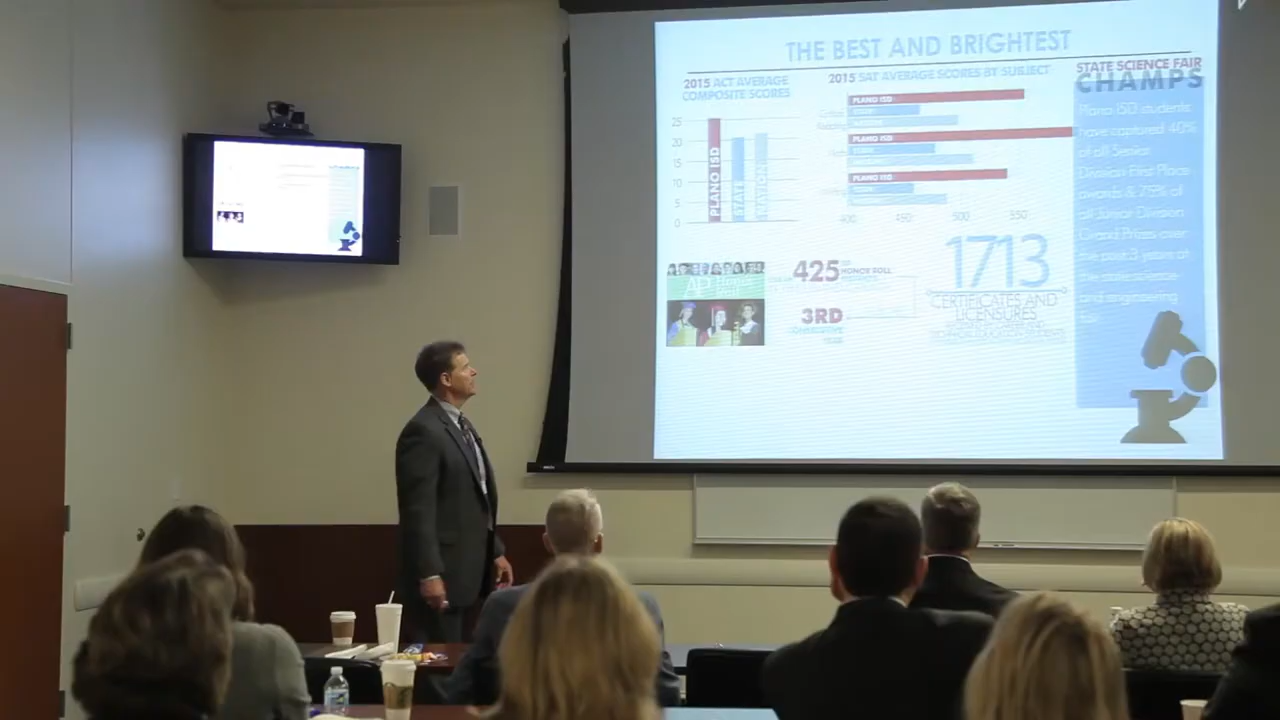 THE BEST AND BRIGHTEST
2015 ACT AVERAGE
COMPOSITE SCORES
25
20
15
10
5
0
PLANO ISD
STATE
NATION
2015 SAT AVERAGE SCORES BY SUBJECT
PLANO ISD
PLANO ISD
PLANO ISD
400
450
500
550
STATE SCIENCE FAIR
CHAMPS
Plano ISD students
have captured 40%
of all Senior
Division First Place
awards & 75% of
all Junior Division
Grand Prizes over
the past 3 years at
the state science
and engineering
fair
AP
425
HONOR ROLL
3RD
CONSECUTIVE
YEAR
1713
CERTIFICATES AND
LICENSURES